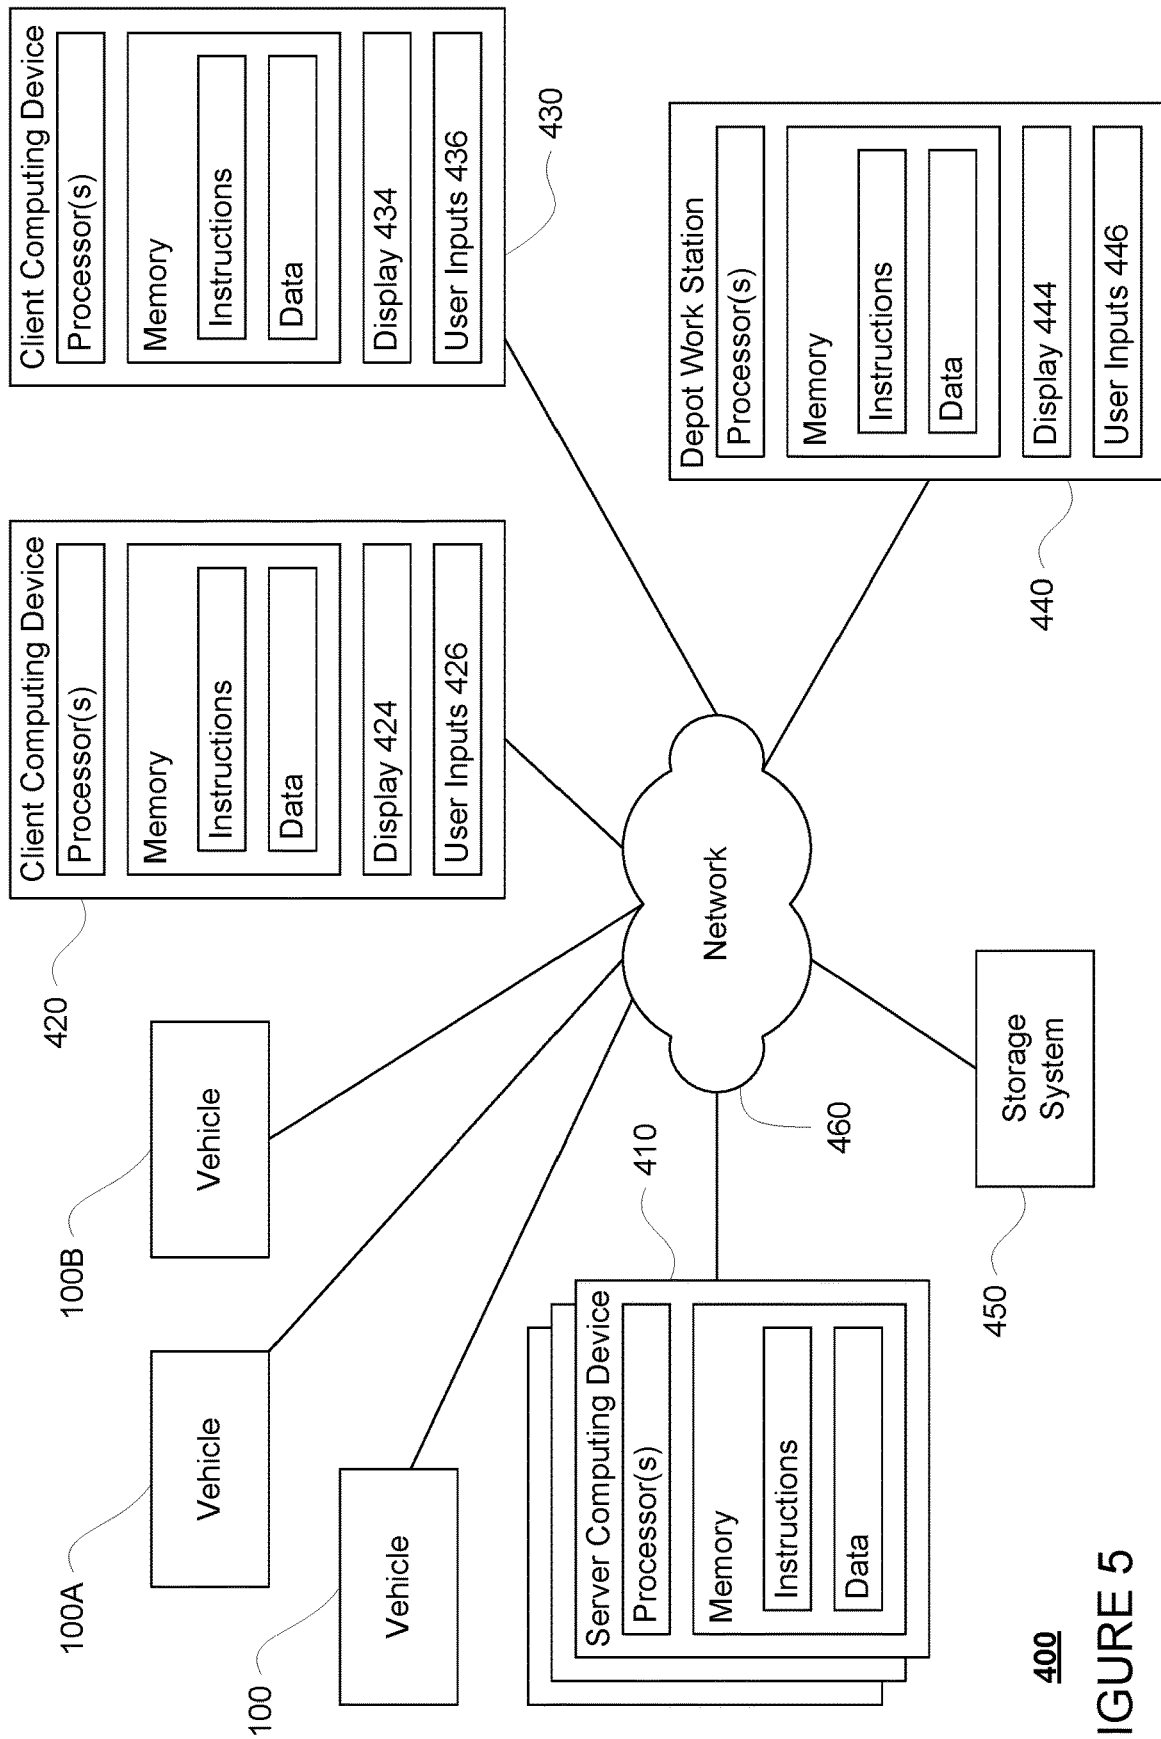 100A
Vehicle
100B
Vehicle
100
Vehicle
420
Client Computing Device
Processor(s)
Memory
Instructions
Data
Display 424
User Inputs 426
Client Computing Device
Processor(s)
Memory
Instructions
Data
Display 434
User Inputs 436
430
Server Computing Device
Processor(s)
Memory
Instructions
Data
410
Network
460
Storage
System
450
Depot Work Station
Processor(s)
Memory
Instructions
Data
Display 444
User Inputs 446
440
400
IGURE 5